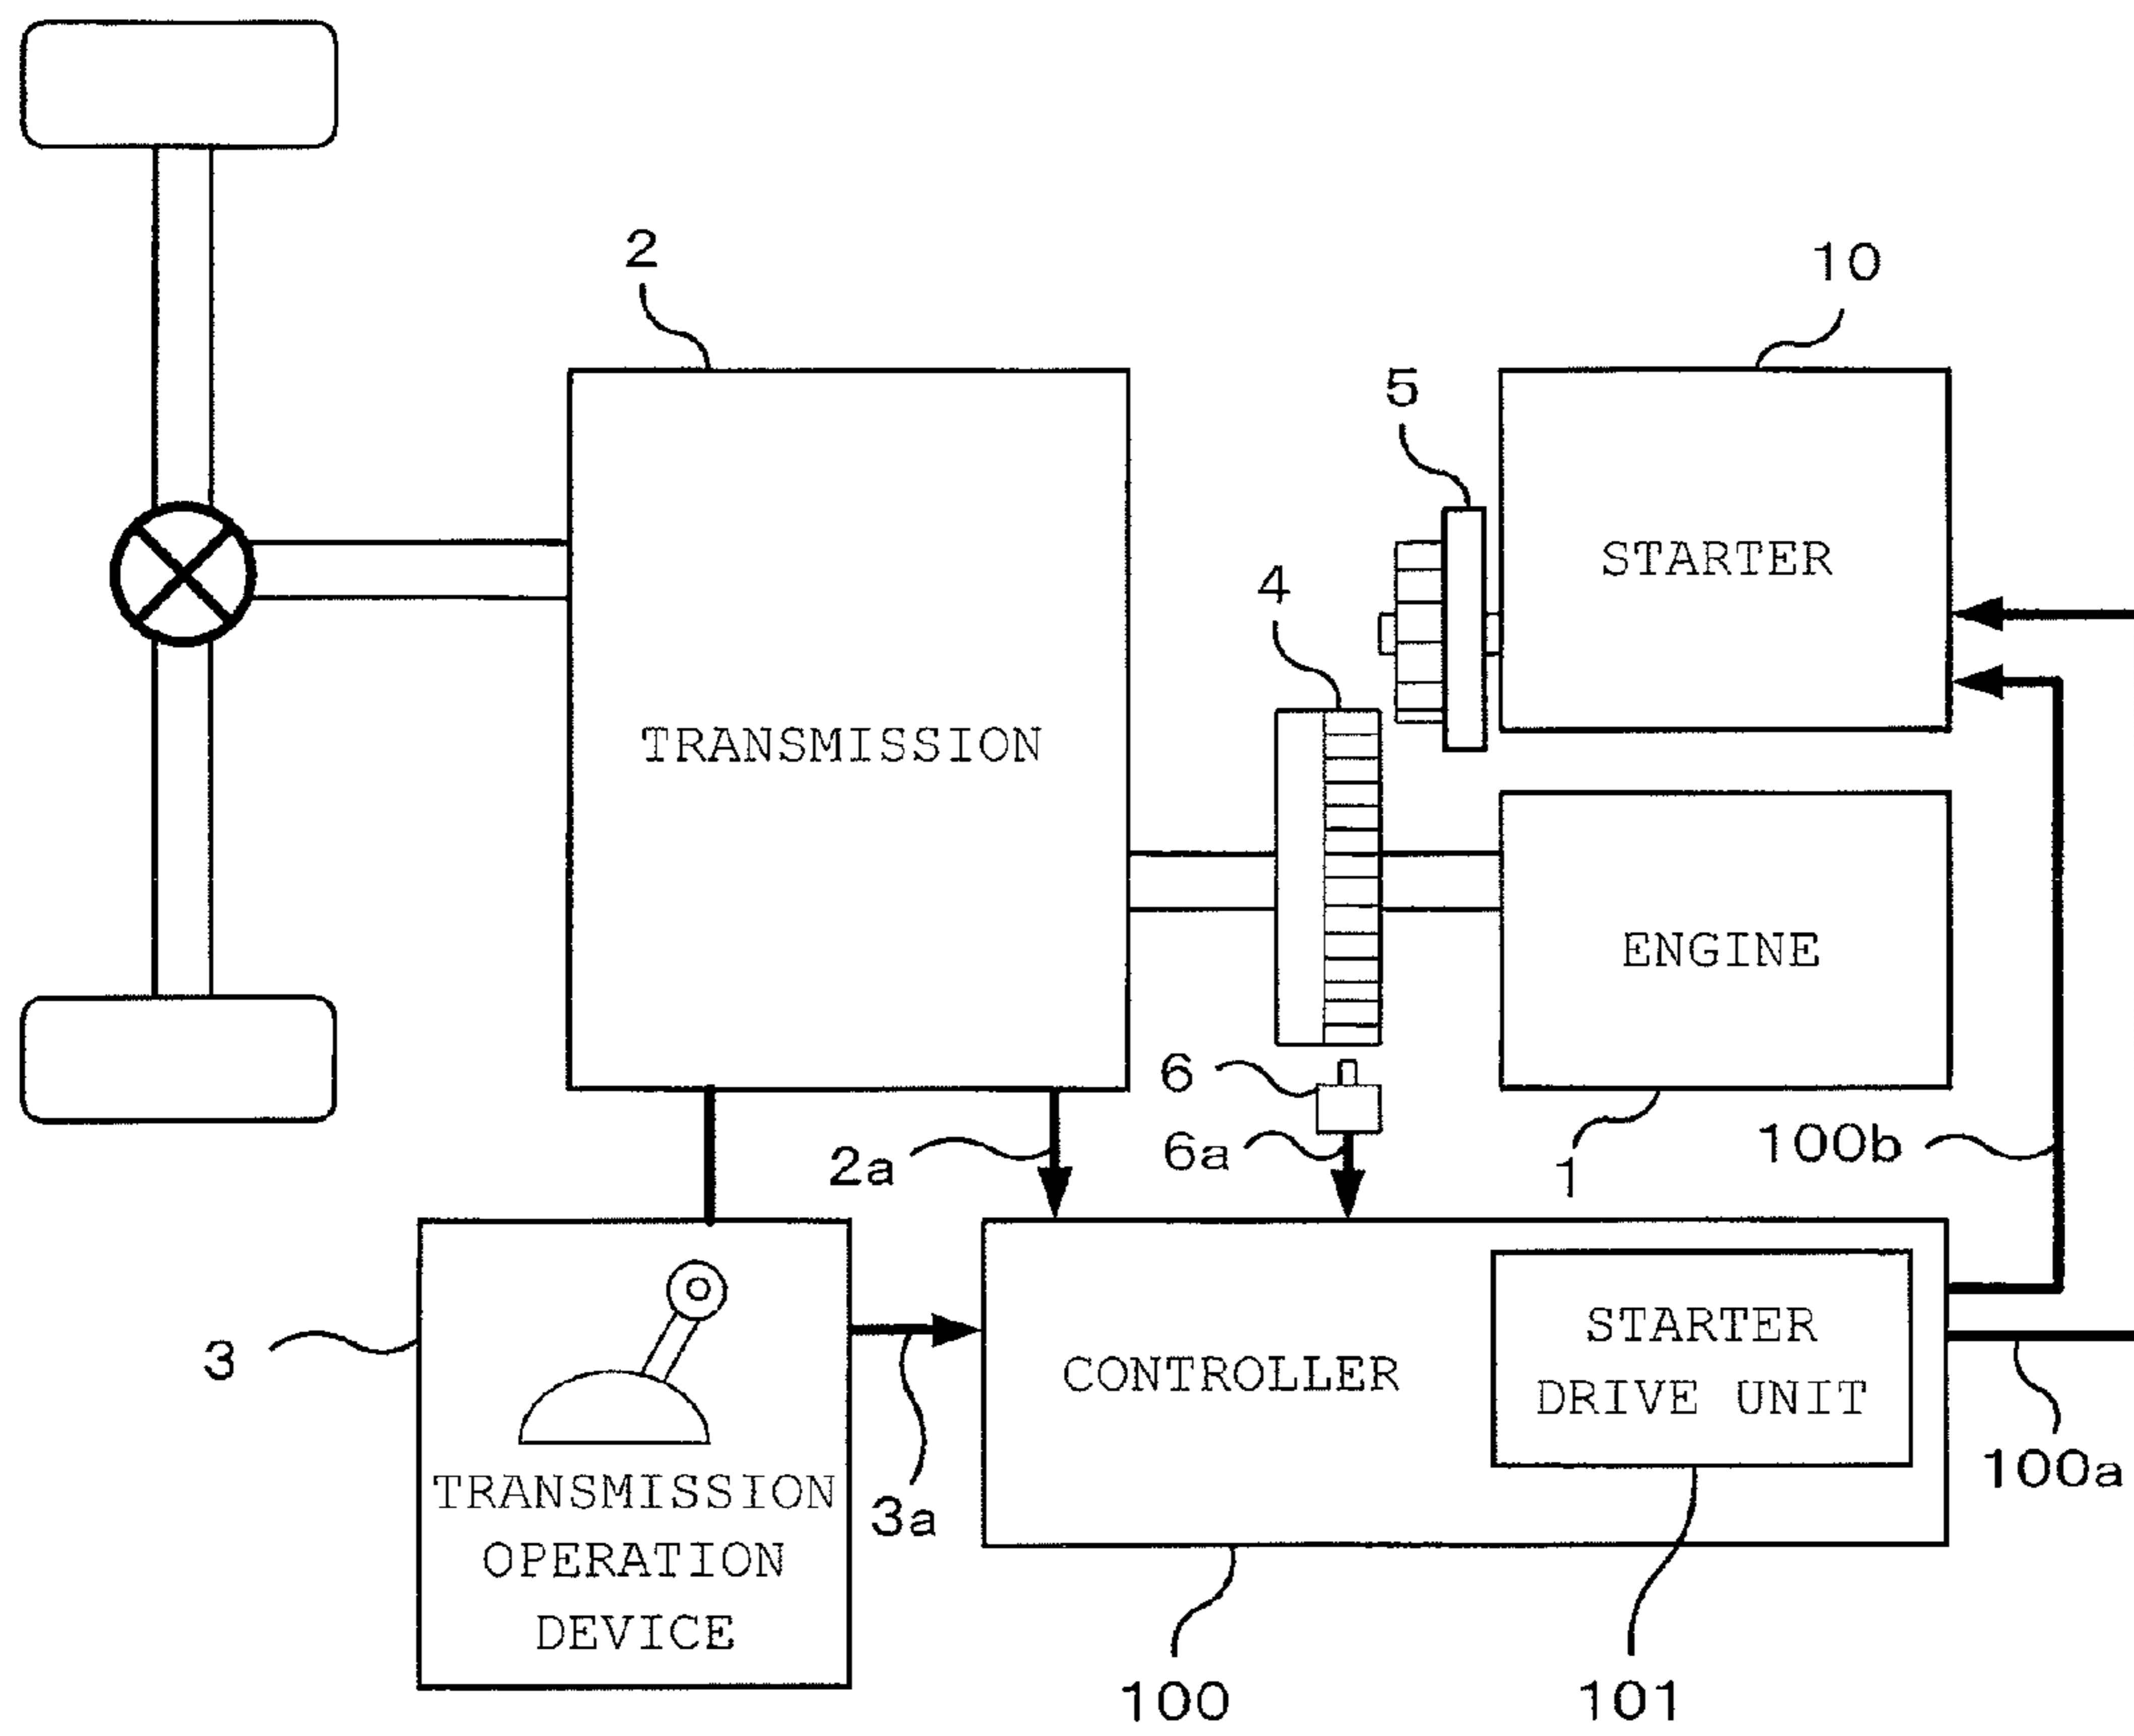 2
10
5
STARTER
4
TRANSMISSION
ENGINE
6
2a
6a
1
100b
3
CONTROLLER
STARTER
DRIVE UNIT
100a
TRANSMISSION
OPERATION
DEVICE
3a
100
101